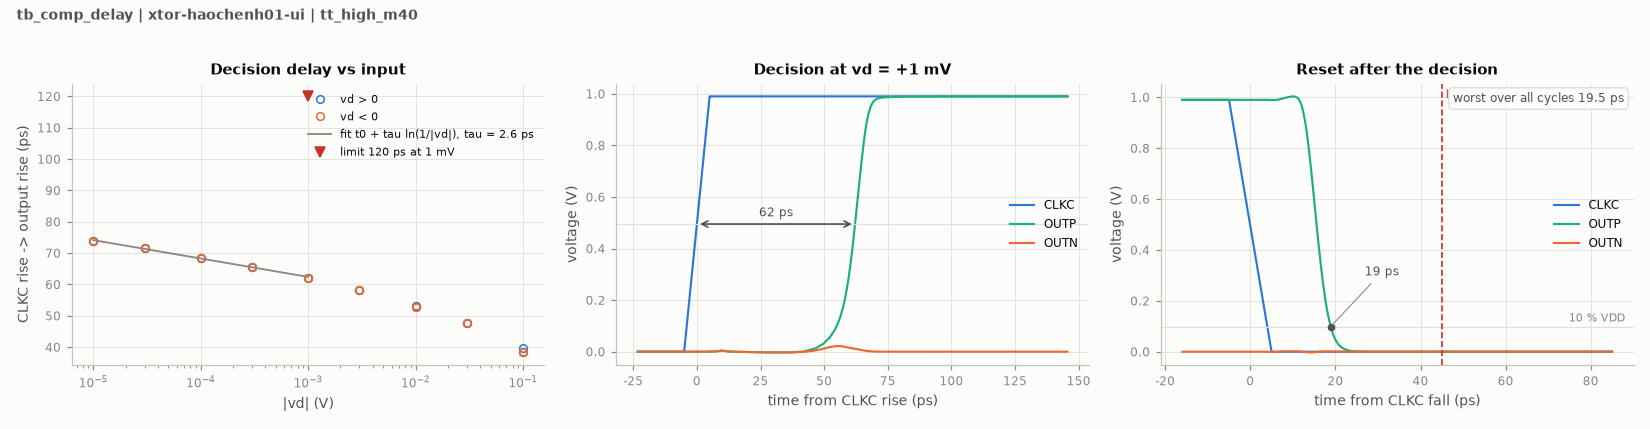 tb_comp_delay | xtor-haochenh01-ui | tt_high_m40
Decision delay vs input
CLKC rise -> output rise (ps)
120
110
100
90
80
70
60
50
40
vd > 0
vd < 0
fit t0 + tau ln(1/|vd|), tau = 2.6 ps
limit 120 ps at 1 mV
10⁻⁵
10⁻⁴
10⁻³
10⁻²
10⁻¹
|vd| (V)
Decision at vd = +1 mV
voltage (V)
1.0
0.8
0.6
0.4
0.2
0.0
62 ps
CLKC
OUTP
OUTN
-25
0
25
50
75
100
125
150
time from CLKC rise (ps)
Reset after the decision
voltage (V)
1.0
0.8
0.6
0.4
0.2
0.0
worst over all cycles 19.5 ps
CLKC
OUTP
OUTN
19 ps
10 % VDD
-20
0
20
40
60
80
time from CLKC fall (ps)